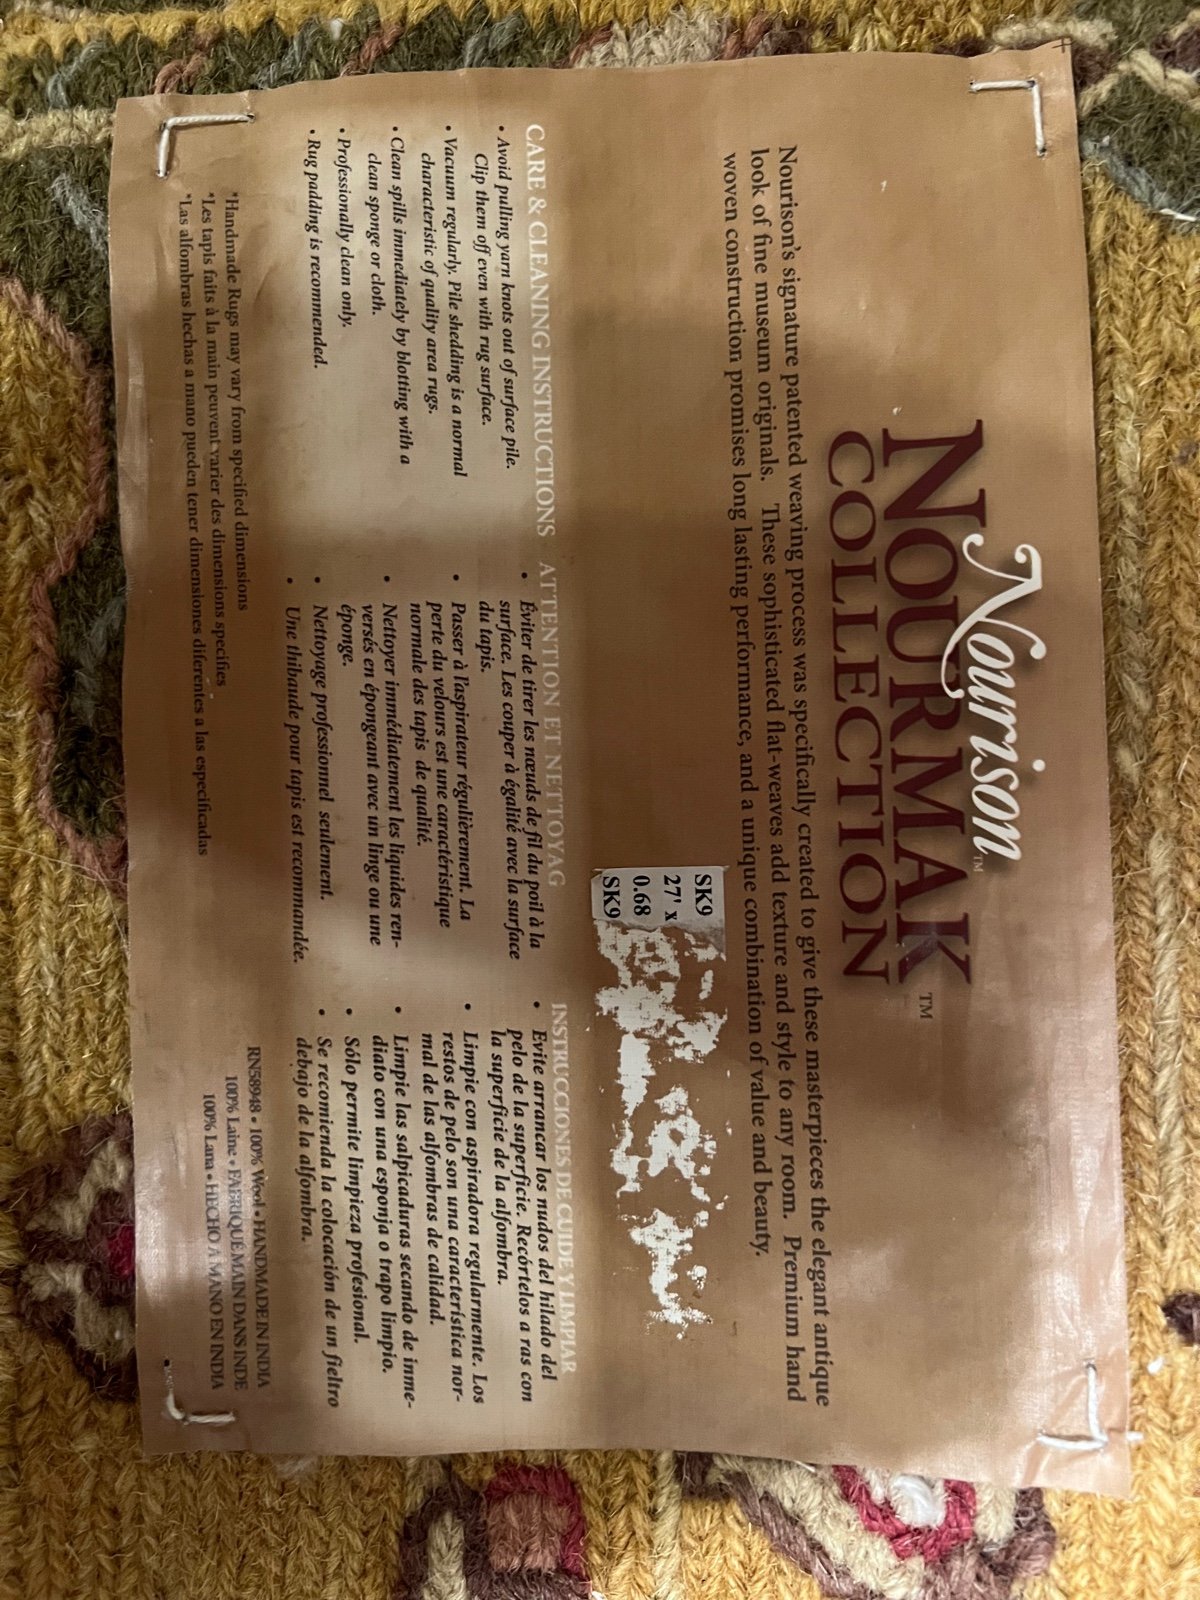 Nourison™
NOURMAK™
COLLECTION
Nourison's signature patented weaving process was specifically created to give these masterpieces the elegant antique
look of fine museum originals. These sophisticated flat-weaves add texture and style to any room. Premium hand
woven construction promises long lasting performance, and a unique combination of value and beauty.
SK9
27' x
0.68
SK9
CARE & CLEANING INSTRUCTIONS
• Avoid pulling yarn knots out of surface pile.
Clip them off even with rug surface.
• Vacuum regularly. Pile shedding is a normal
characteristic of quality area rugs.
• Clean spills immediately by blotting with a
clean sponge or cloth.
• Professionally clean only.
• Rug padding is recommended.
ATTENTION ET NETTOYAG
• Éviter de tirer les nœuds de fil du poil à la
surface. Les couper à égalité avec la surface
du tapis.
• Passer à l'aspirateur régulièrement. La
perte du velours est une caractéristique
normale des tapis de qualité.
• Nettoyer immédiatement les liquides ren-
versés en épongeant avec un linge ou une
éponge.
• Nettoyage professionnel seulement.
• Une thibaude pour tapis est recommandée.
INSTRUCCIONES DE CUIDE Y LIMPIAR
• Evite arrancar los nudos del hilado del
pelo de la superficie. Recórtelos a ras con
la superficie de la alfombra.
• Limpie con aspiradora regularmente. Los
restos de pelo son una característica nor-
mal de las alfombras de calidad.
• Limpie las salpicaduras secando de inme-
diato con una esponja o trapo limpio.
• Sólo permite limpieza profesional.
• Se recomienda la colocación de un fieltro
debajo de la alfombra.
*Handmade Rugs may vary from specified dimensions
*Les tapis faits à la main peuvent varier des dimensions specifies
*Las alfombras hechas a mano pueden tener dimensiones diferentes a las especificadas
RN58948 • 100% Wool • HANDMADE IN INDIA
100% Laine • FABRIQUÉ MAIN DANS INDE
100% Lana • HECHO A MANO EN INDIA